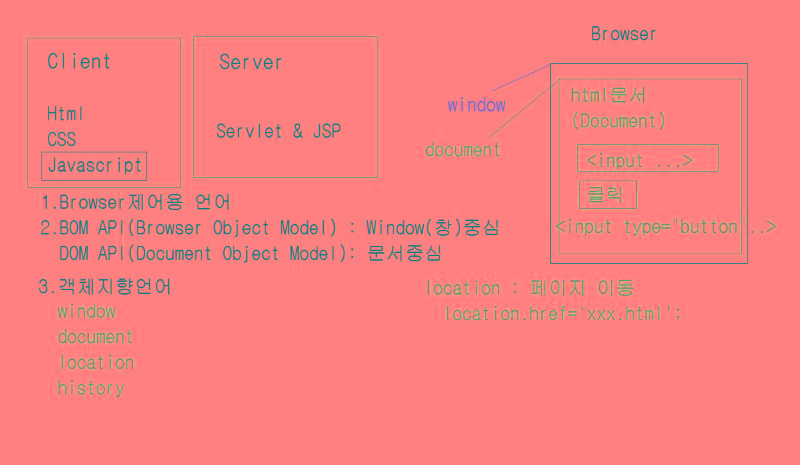 Client
Html
CSS
Javascript
Server
Servlet & JSP
1.Browser제어용 언어
2.BOM API(Browser Object Model) : Window(창)중심
DOM API(Document Object Model): 문서중심
3.객체지향언어
window
document
location
history
Browser
window
document
html문서
(Document)
<input ...>
클릭
<input type="button"..>
location : 페이지 이동
location.href='xxx.html';